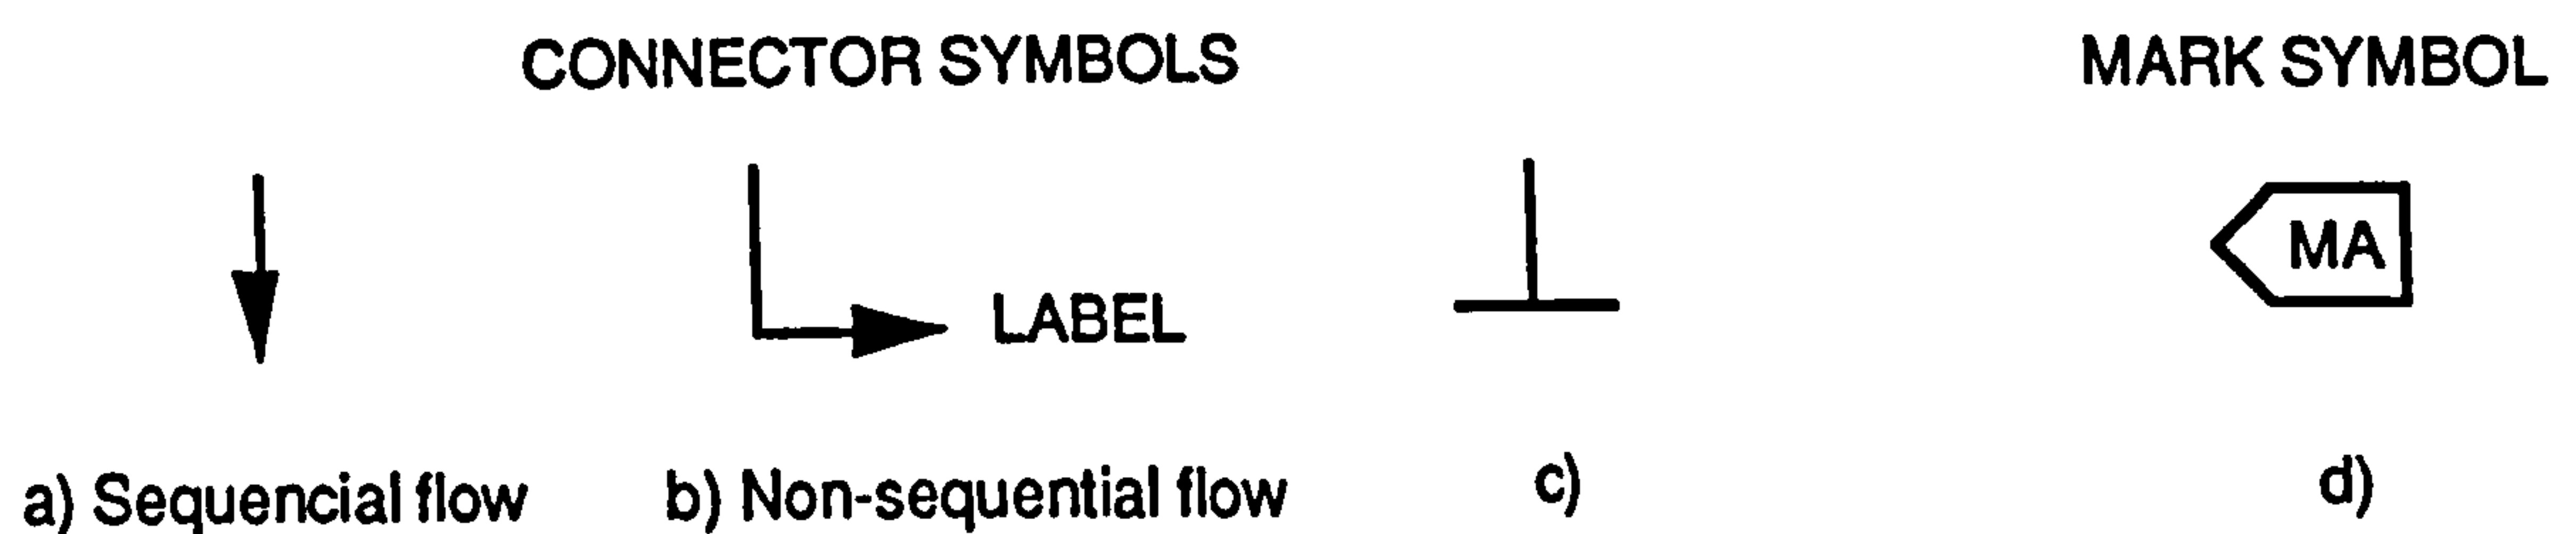 CONNECTOR SYMBOLS
MARK SYMBOL
LABEL
MA
a) Sequencial flow
b) Non-sequential flow
c)
d)